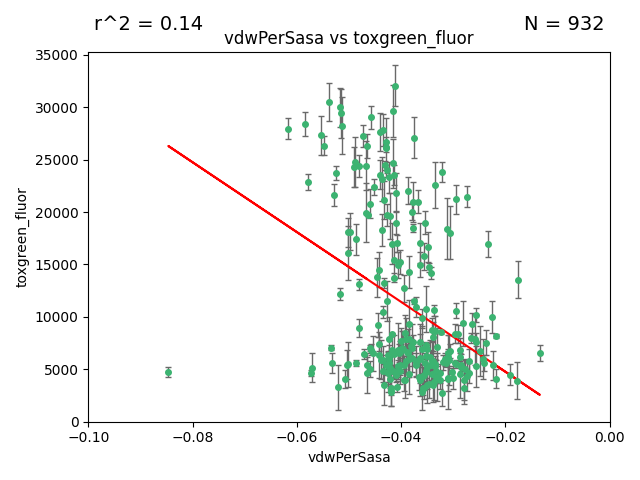 r^2 = 0.14
N = 932
vdwPerSasa vs toxgreen_fluor
35000
30000
25000
20000
15000
10000
5000
0
toxgreen_fluor
−0.10
−0.08
−0.06
−0.04
−0.02
0.00
vdwPerSasa